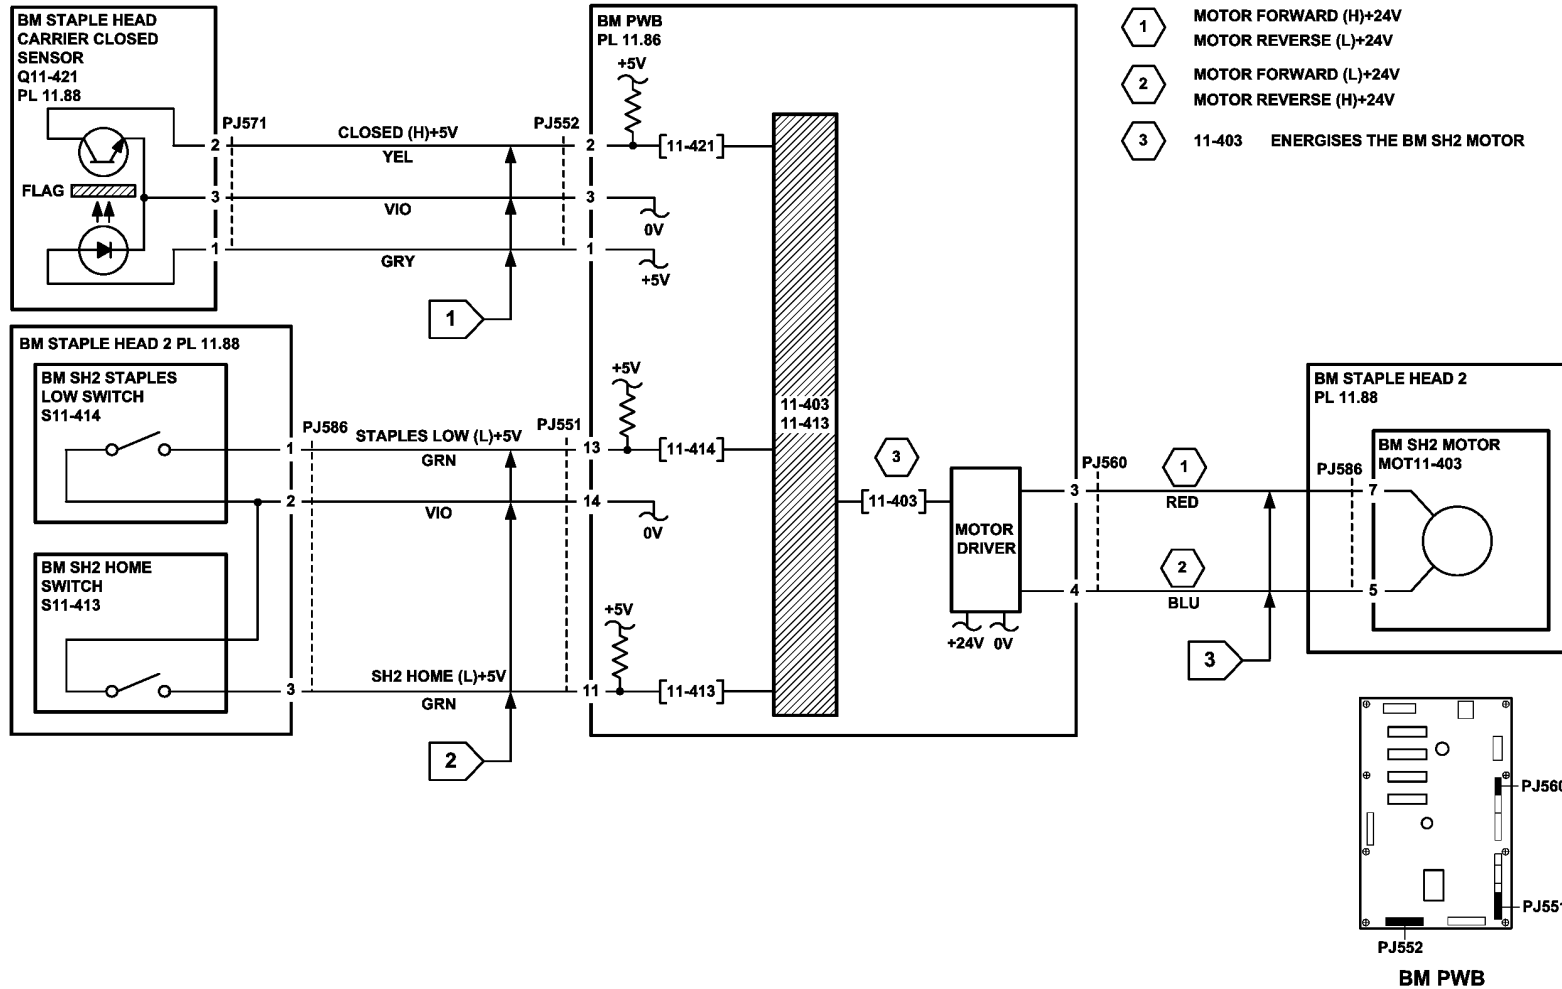 BM STAPLE HEAD
CARRIER CLOSED
SENSOR
Q11-421
PL 11.88
FLAG
2
3
1
PJ571
CLOSED (H)+5V
YEL
VIO
GRY
1
PJ552
2
3
1
BM PWB
PL 11.86
+5V
11-421
0V
+5V
1
MOTOR FORWARD (H)+24V
MOTOR REVERSE (L)+24V
2
MOTOR FORWARD (L)+24V
MOTOR REVERSE (H)+24V
3
11-403 ENERGISES THE BM SH2 MOTOR
BM STAPLE HEAD 2 PL 11.88
BM SH2 STAPLES
LOW SWITCH
S11-414
BM SH2 HOME
SWITCH
S11-413
1
2
3
PJ586
STAPLES LOW (L)+5V
GRN
VIO
SH2 HOME (L)+5V
GRN
2
PJ551
13
14
11
+5V
11-414
0V
+5V
11-413
11-403
11-413
3
11-403
MOTOR
DRIVER
+24V 0V
3
4
PJ560
1
RED
2
BLU
3
PJ586
7
5
BM STAPLE HEAD 2
PL 11.88
BM SH2 MOTOR
MOT11-403
PJ560
PJ551
PJ552
BM PWB